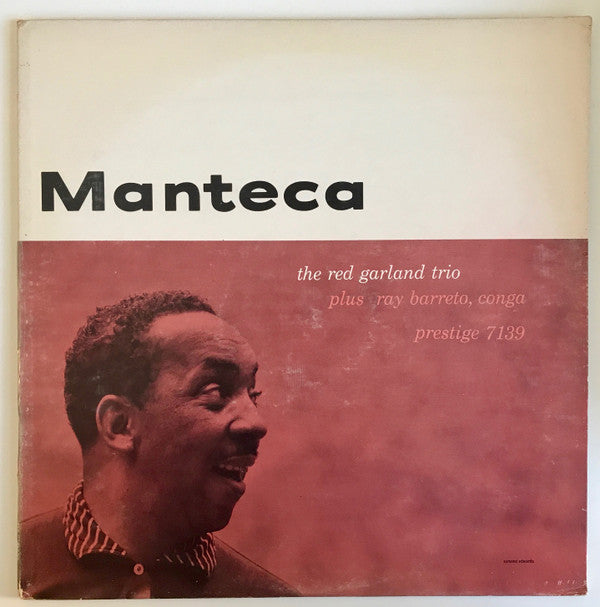 Manteca
the red garland trio
plus ray barreto, conga
prestige 7139